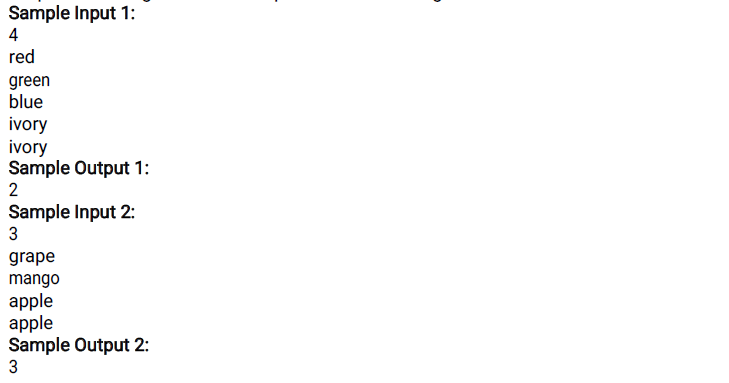 Sample Input 1:
4
red
green
blue
ivory
ivory
Sample Output 1:
2
Sample Input 2:
3
grape
mango
apple
apple
Sample Output 2:
3